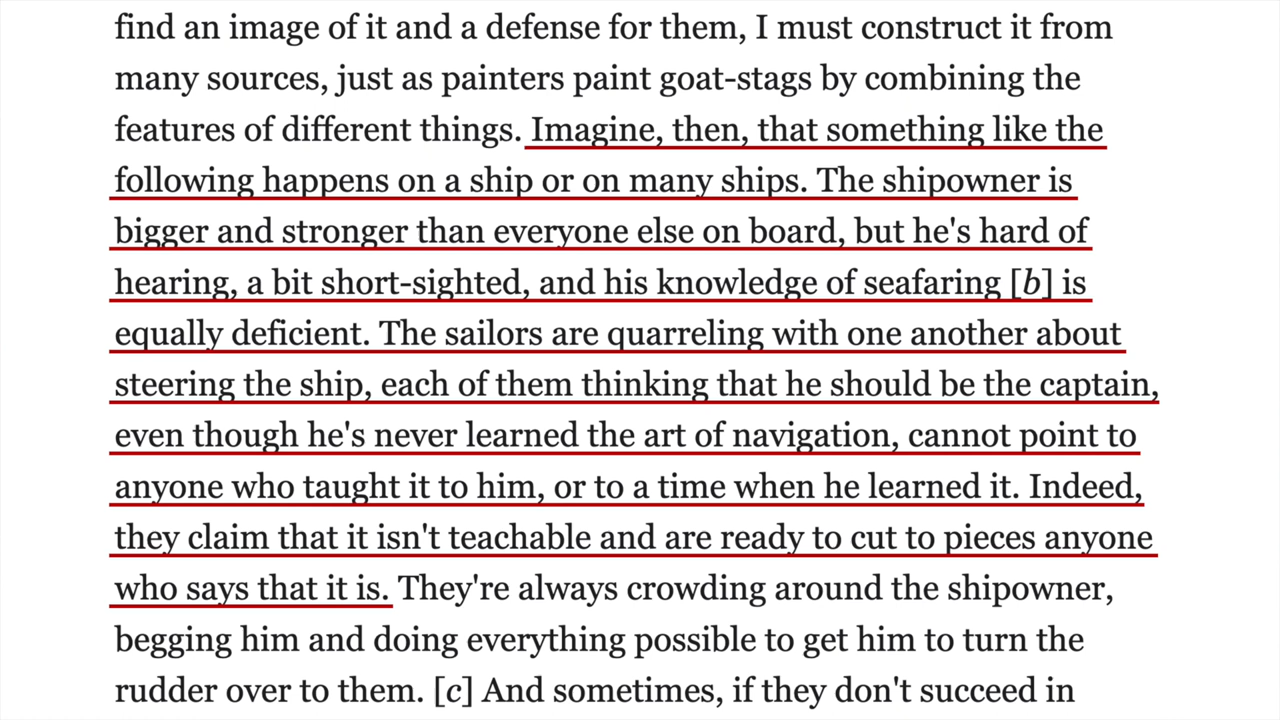 find an image of it and a defense for them, I must construct it from
many sources, just as painters paint goat-stags by combining the
features of different things. Imagine, then, that something like the
following happens on a ship or on many ships. The shipowner is
bigger and stronger than everyone else on board, but he's hard of
hearing, a bit short-sighted, and his knowledge of seafaring [b] is
equally deficient. The sailors are quarreling with one another about
steering the ship, each of them thinking that he should be the captain,
even though he's never learned the art of navigation, cannot point to
anyone who taught it to him, or to a time when he learned it. Indeed,
they claim that it isn't teachable and are ready to cut to pieces anyone
who says that it is. They're always crowding around the shipowner,
begging him and doing everything possible to get him to turn the
rudder over to them. [c] And sometimes, if they don't succeed in